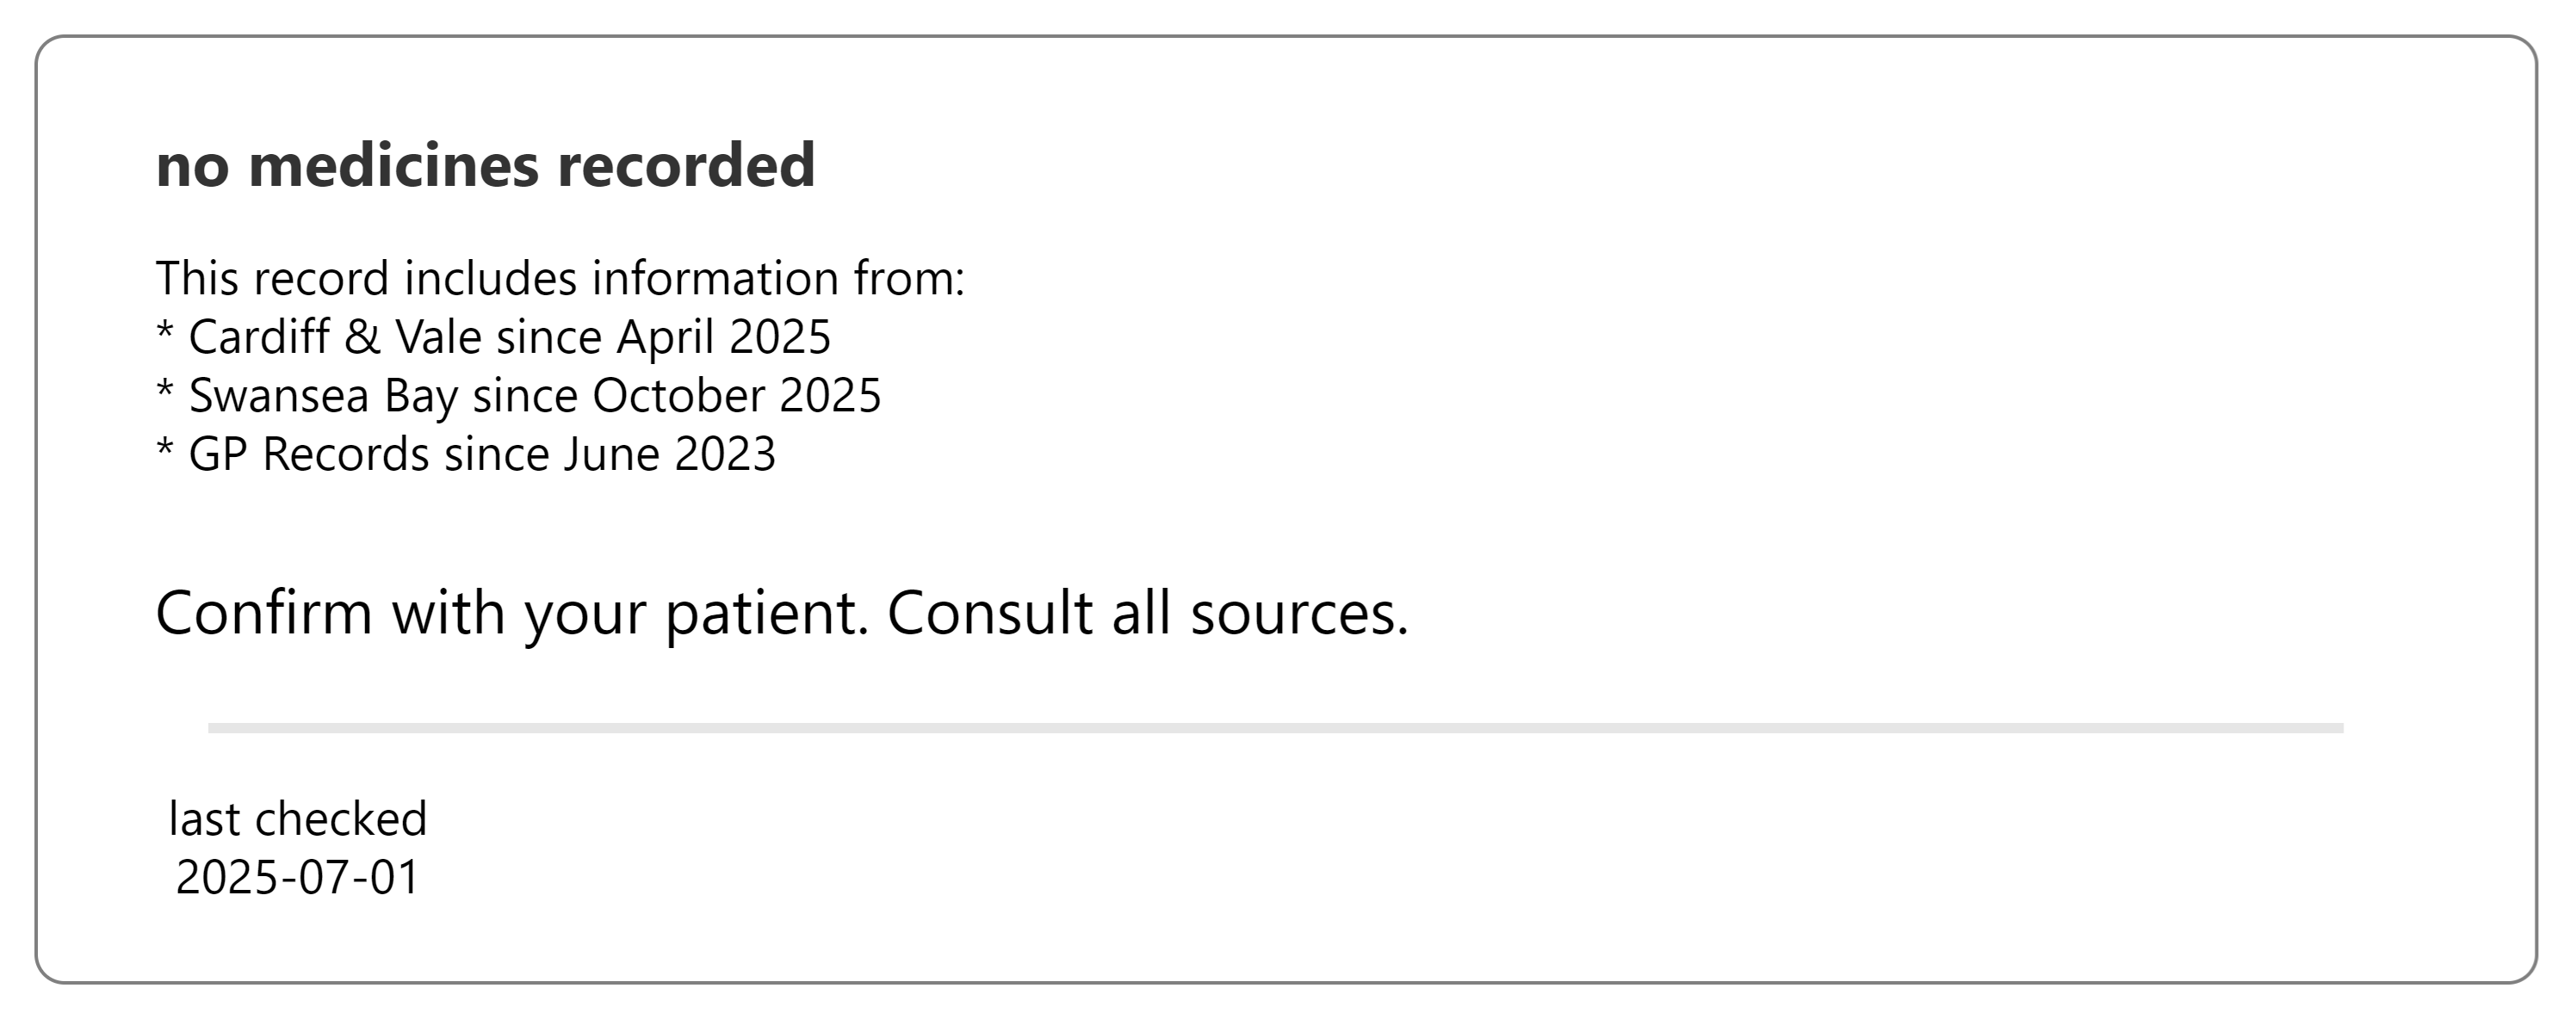 no medicines recorded
This record includes information from:
* Cardiff & Vale since April 2025
* Swansea Bay since October 2025
* GP Records since June 2023
Confirm with your patient. Consult all sources.
last checked
2025-07-01